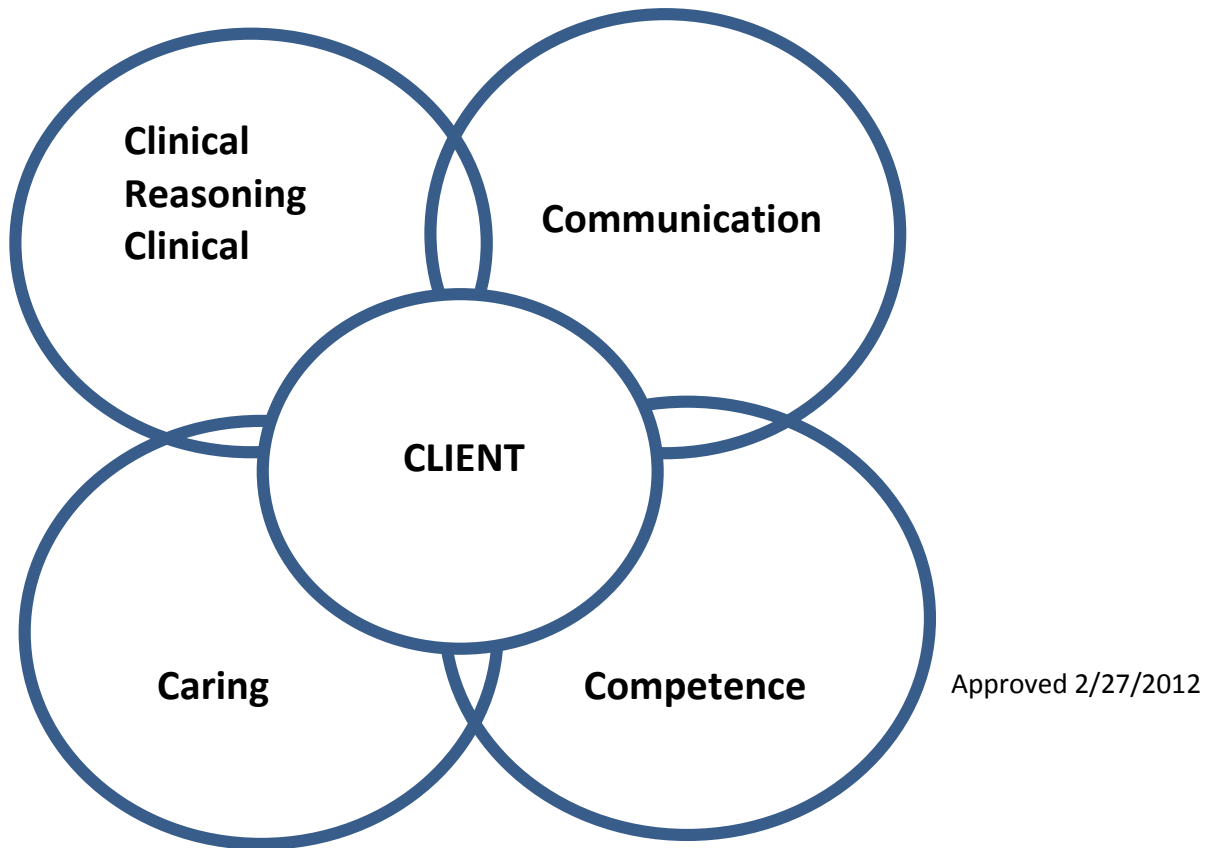 Clinical
Reasoning
Clinical
Communication
CLIENT
Caring
Competence
Approved 2/27/2012